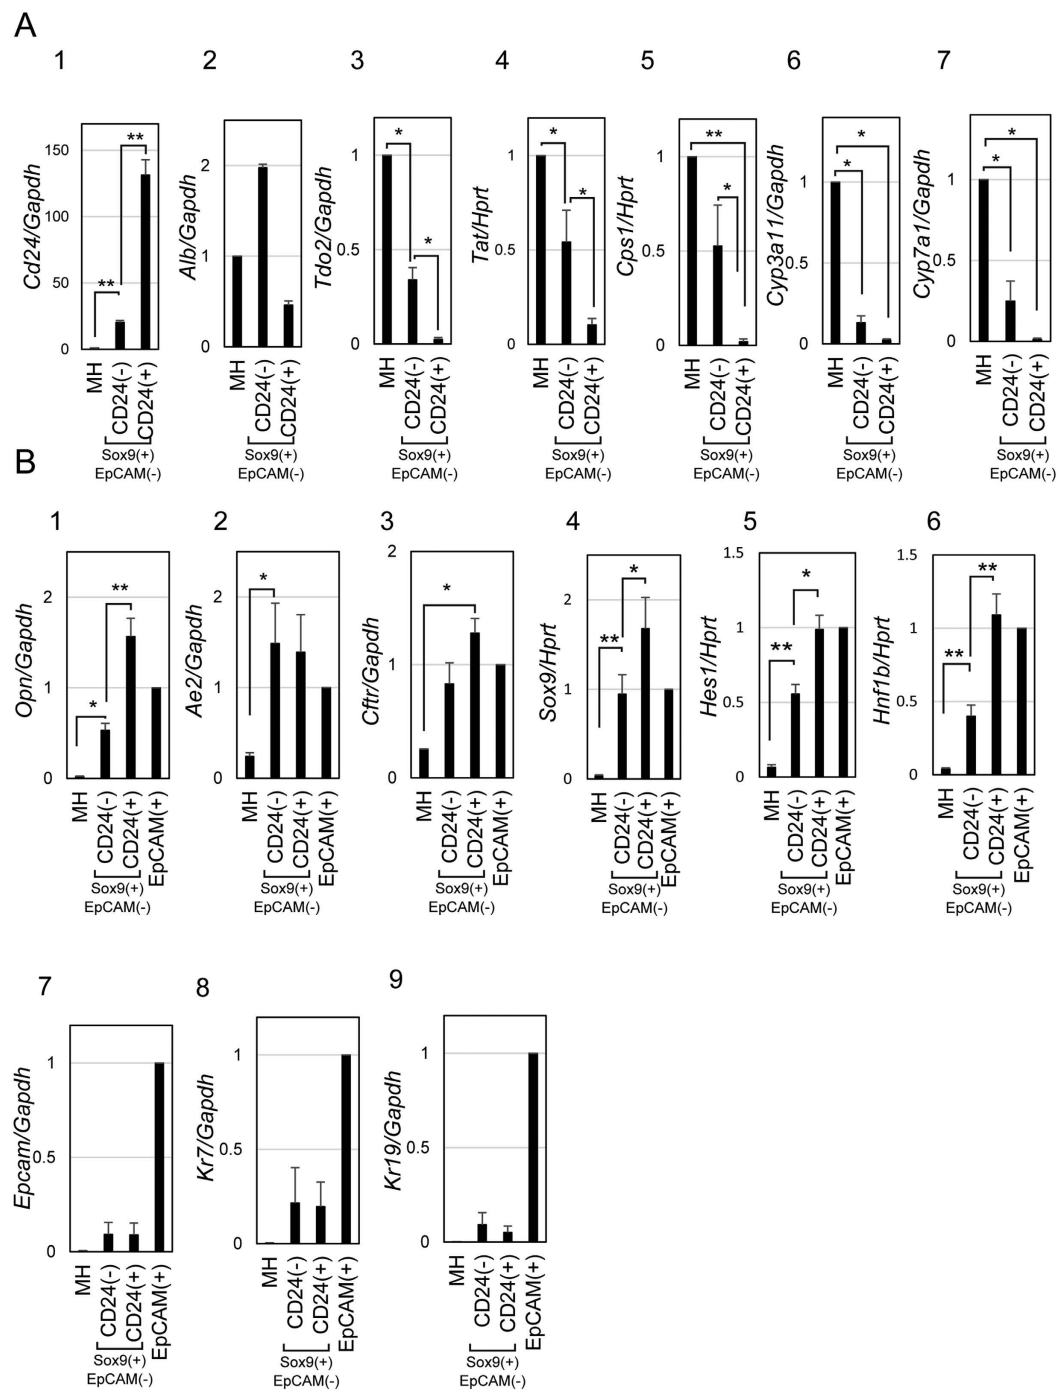 A
1 2 3 4 5 6 7
Cd24/Gapdh
150
100
50
0
** **
MH CD24(-) CD24(+)
Sox9(+)
EpCAM(-)
Alb/Gapdh
2
1
0
MH CD24(-) CD24(+)
Sox9(+)
EpCAM(-)
Tdo2/Gapdh
1
0.5
0
* *
MH CD24(-) CD24(+)
Sox9(+)
EpCAM(-)
Tat/Hprt
1
0.5
0
* *
MH CD24(-) CD24(+)
Sox9(+)
EpCAM(-)
Cps1/Hprt
1
0.5
0
** *
MH CD24(-) CD24(+)
Sox9(+)
EpCAM(-)
Cyp3a11/Gapdh
1
0.5
0
* *
MH CD24(-) CD24(+)
Sox9(+)
EpCAM(-)
Cyp7a1/Gapdh
1
0.5
0
* *
MH CD24(-) CD24(+)
Sox9(+)
EpCAM(-)
B
1 2 3 4 5 6
Opn/Gapdh
2
1
0
* **
MH CD24(-) CD24(+) EpCAM(+)
Sox9(+)
EpCAM(-)
Ae2/Gapdh
2
1
0
*
MH CD24(-) CD24(+) EpCAM(+)
Sox9(+)
EpCAM(-)
Cftr/Gapdh
2
1
0
*
MH CD24(-) CD24(+) EpCAM(+)
Sox9(+)
EpCAM(-)
Sox9/Hprt
2
1
0
** *
MH CD24(-) CD24(+) EpCAM(+)
Sox9(+)
EpCAM(-)
Hes1/Hprt
1.5
1
0.5
0
** *
MH CD24(-) CD24(+) EpCAM(+)
Sox9(+)
EpCAM(-)
Hnf1b/Hprt
1.5
1
0.5
0
** **
MH CD24(-) CD24(+) EpCAM(+)
Sox9(+)
EpCAM(-)
7 8 9
Epcam/Gapdh
1
0.5
0
MH CD24(-) CD24(+) EpCAM(+)
Sox9(+)
EpCAM(-)
Kr7/Gapdh
1
0.5
0
MH CD24(-) CD24(+) EpCAM(+)
Sox9(+)
EpCAM(-)
Kr19/Gapdh
1
0.5
0
MH CD24(-) CD24(+) EpCAM(+)
Sox9(+)
EpCAM(-)